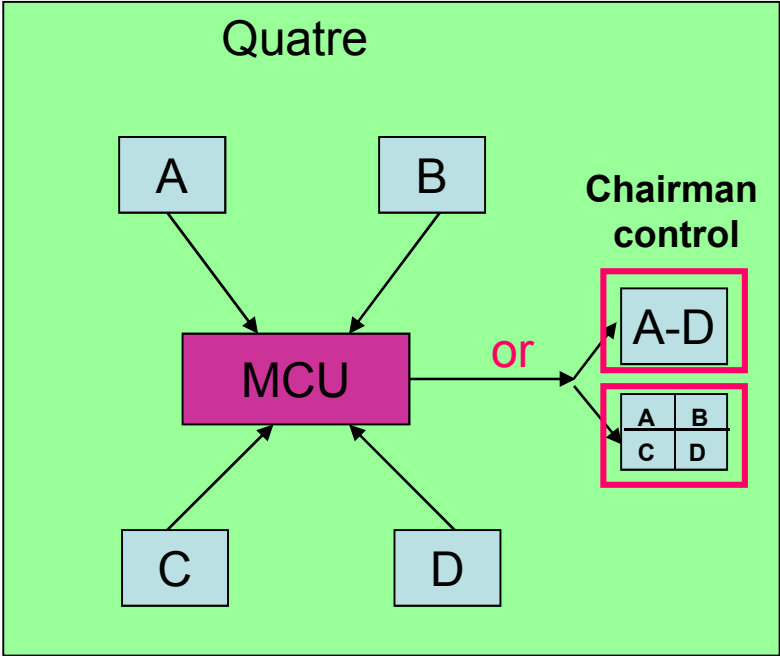 Quatre
A
B
Chairman
control
A-D
or
MCU
A B
C D
C
D